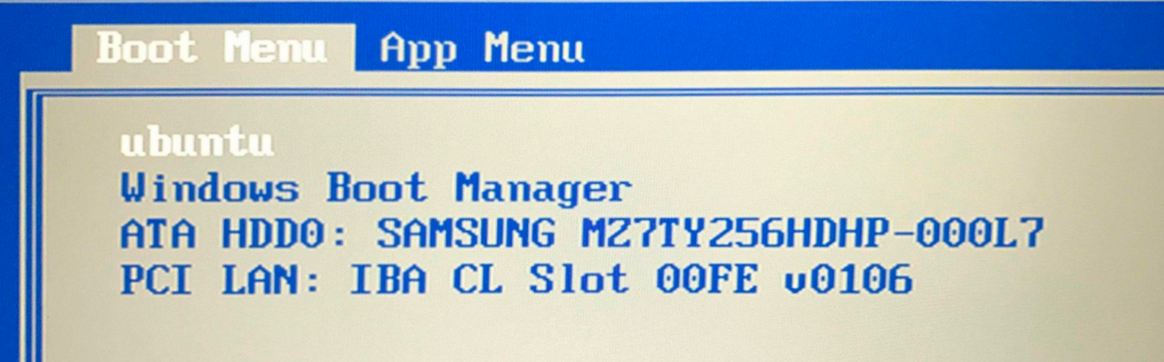 Boot Menu App Menu
ubuntu
Windows Boot Manager
ATA HDD0: SAMSUNG MZ7TY256HDHP-000L7
PCI LAN: IBA CL Slot 00FE v0106